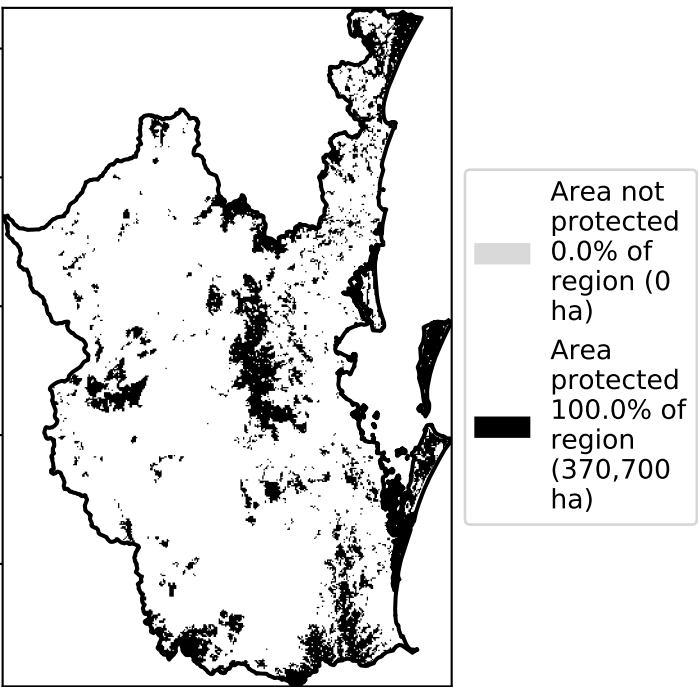 Area not
protected
0.0% of
region (0
ha)
Area
protected
100.0% of
region
(370,700
ha)